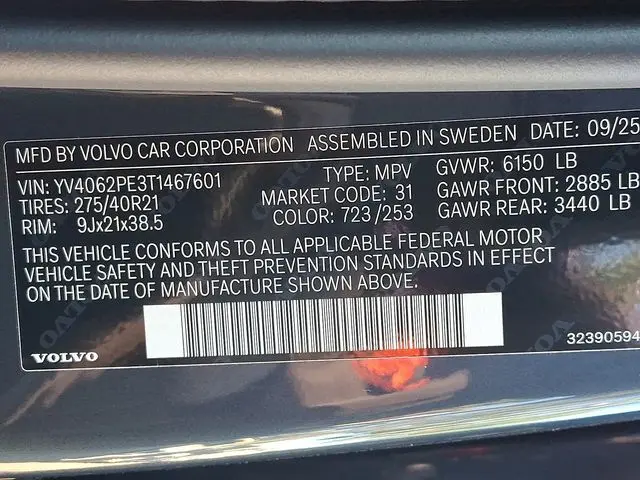 MFD BY VOLVO CAR CORPORATION ASSEMBLED IN SWEDEN DATE: 09/25
VIN: YV4062PE3T1467601 TYPE: MPV GVWR: 6150 LB
TIRES: 275/40R21 MARKET CODE: 31 GAWR FRONT: 2885 LB
RIM: 9Jx21x38.5 COLOR: 723/253 GAWR REAR: 3440 LB
THIS VEHICLE CONFORMS TO ALL APPLICABLE FEDERAL MOTOR
VEHICLE SAFETY AND THEFT PREVENTION STANDARDS IN EFFECT
ON THE DATE OF MANUFACTURE SHOWN ABOVE.
VOLVO 32390594